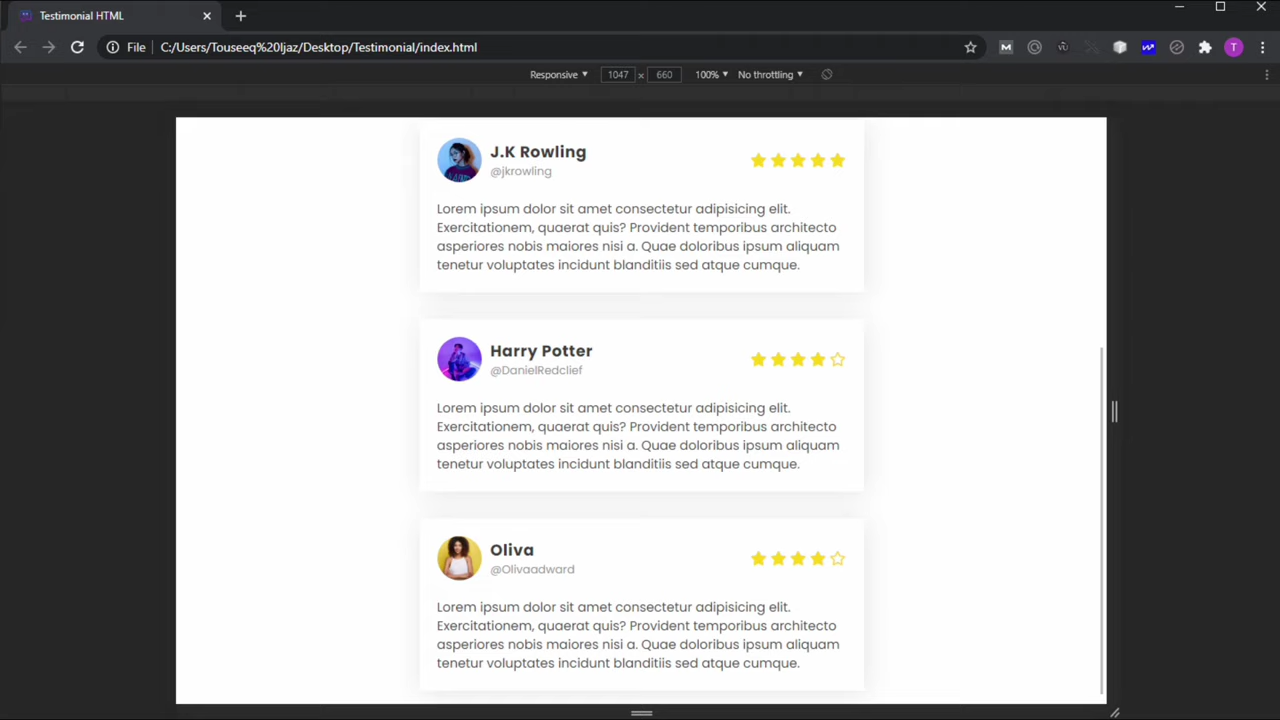 Testimonial HTML
File C:/Users/Touseeq%20Ijaz/Desktop/Testimonial/index.html
Responsive 1047 x 660 100% No throttling
J.K Rowling
@jkrowling
Lorem ipsum dolor sit amet consectetur adipisicing elit.
Exercitationem, quaerat quis? Provident temporibus architecto
asperiores nobis maiores nisi a. Quae doloribus ipsum aliquam
tenetur voluptates incidunt blanditiis sed atque cumque.
Harry Potter
@DanielRedclief
Lorem ipsum dolor sit amet consectetur adipisicing elit.
Exercitationem, quaerat quis? Provident temporibus architecto
asperiores nobis maiores nisi a. Quae doloribus ipsum aliquam
tenetur voluptates incidunt blanditiis sed atque cumque.
Oliva
@Olivaadward
Lorem ipsum dolor sit amet consectetur adipisicing elit.
Exercitationem, quaerat quis? Provident temporibus architecto
asperiores nobis maiores nisi a. Quae doloribus ipsum aliquam
tenetur voluptates incidunt blanditiis sed atque cumque.